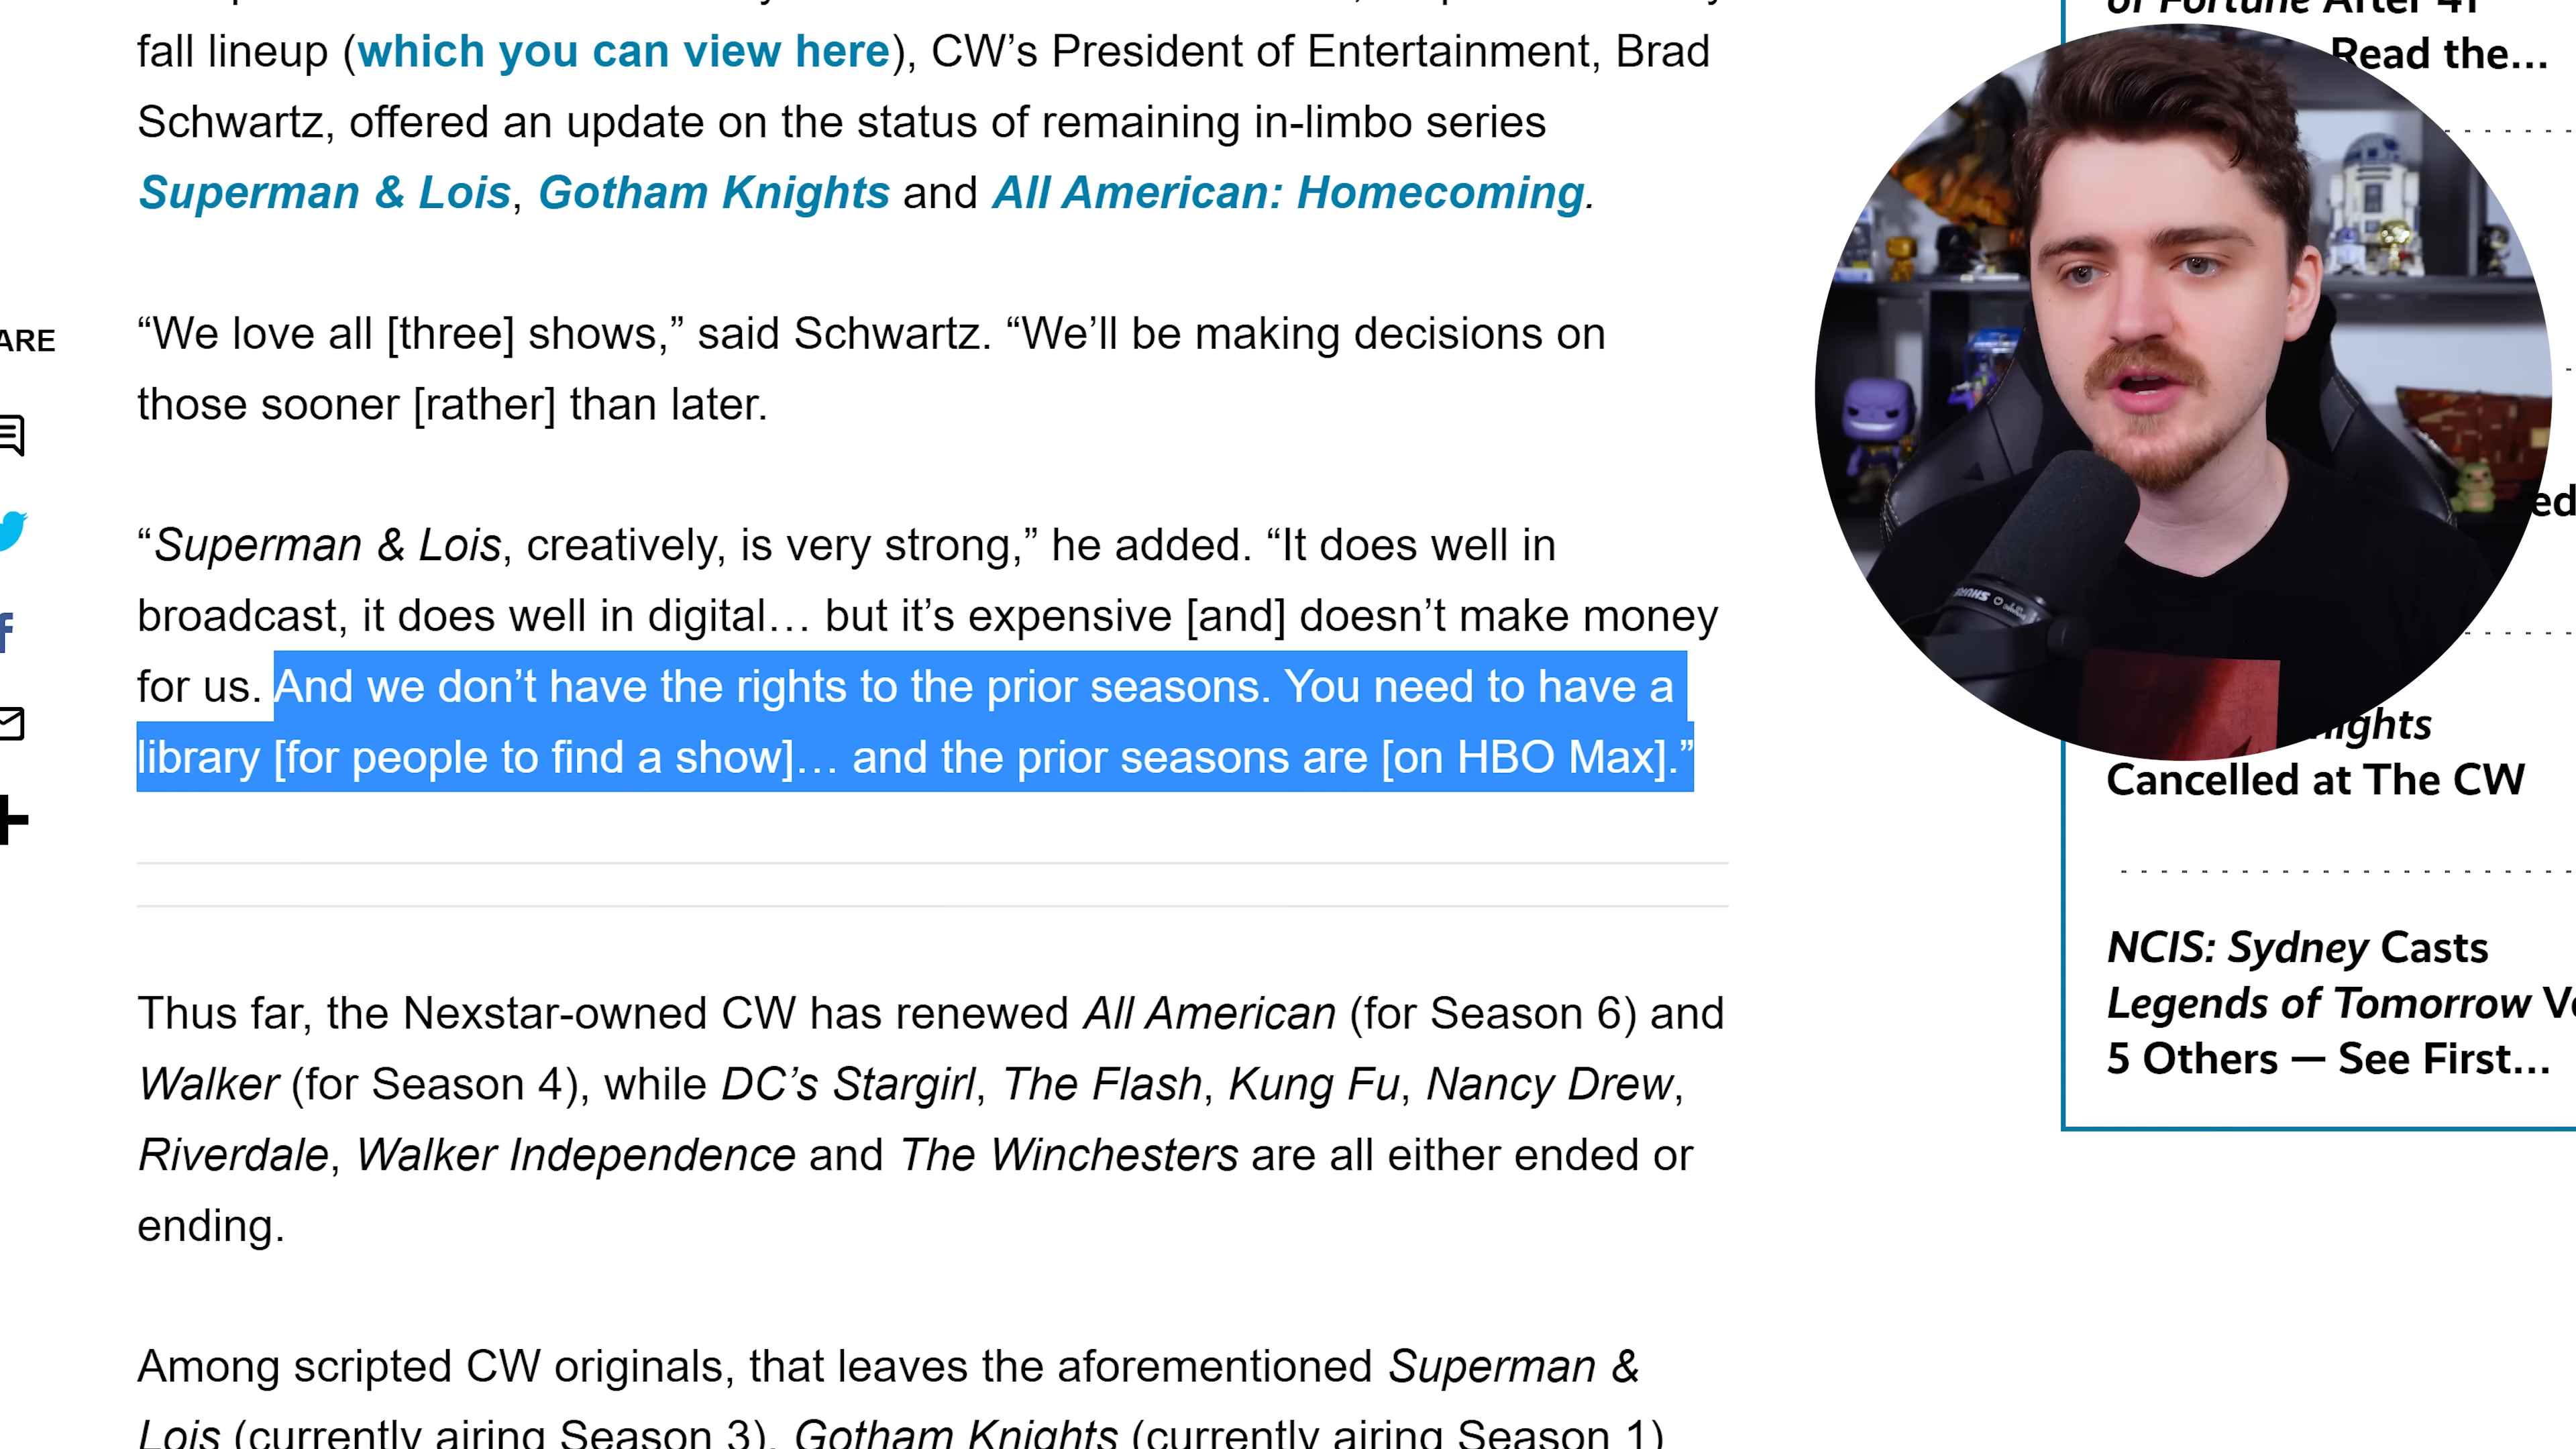 fall lineup (which you can view here), CW’s President of Entertainment, Brad
Schwartz, offered an update on the status of remaining in-limbo series
Superman & Lois, Gotham Knights and All American: Homecoming.
“We love all [three] shows,” said Schwartz. “We’ll be making decisions on
those sooner [rather] than later.
“Superman & Lois, creatively, is very strong,” he added. “It does well in
broadcast, it does well in digital… but it’s expensive [and] doesn’t make money
for us. And we don’t have the rights to the prior seasons. You need to have a
library [for people to find a show]… and the prior seasons are [on HBO Max].”
Thus far, the Nexstar-owned CW has renewed All American (for Season 6) and
Walker (for Season 4), while DC’s Stargirl, The Flash, Kung Fu, Nancy Drew,
Riverdale, Walker Independence and The Winchesters are all either ended or
ending.
Among scripted CW originals, that leaves the aforementioned Superman &
Lois (currently airing Season 3), Gotham Knights (currently airing Season 1)
ARE
of Fortune After 41
Read the…
ed
nights
Cancelled at The CW
NCIS: Sydney Casts
Legends of Tomorrow
5 Others — See First…
SHURE